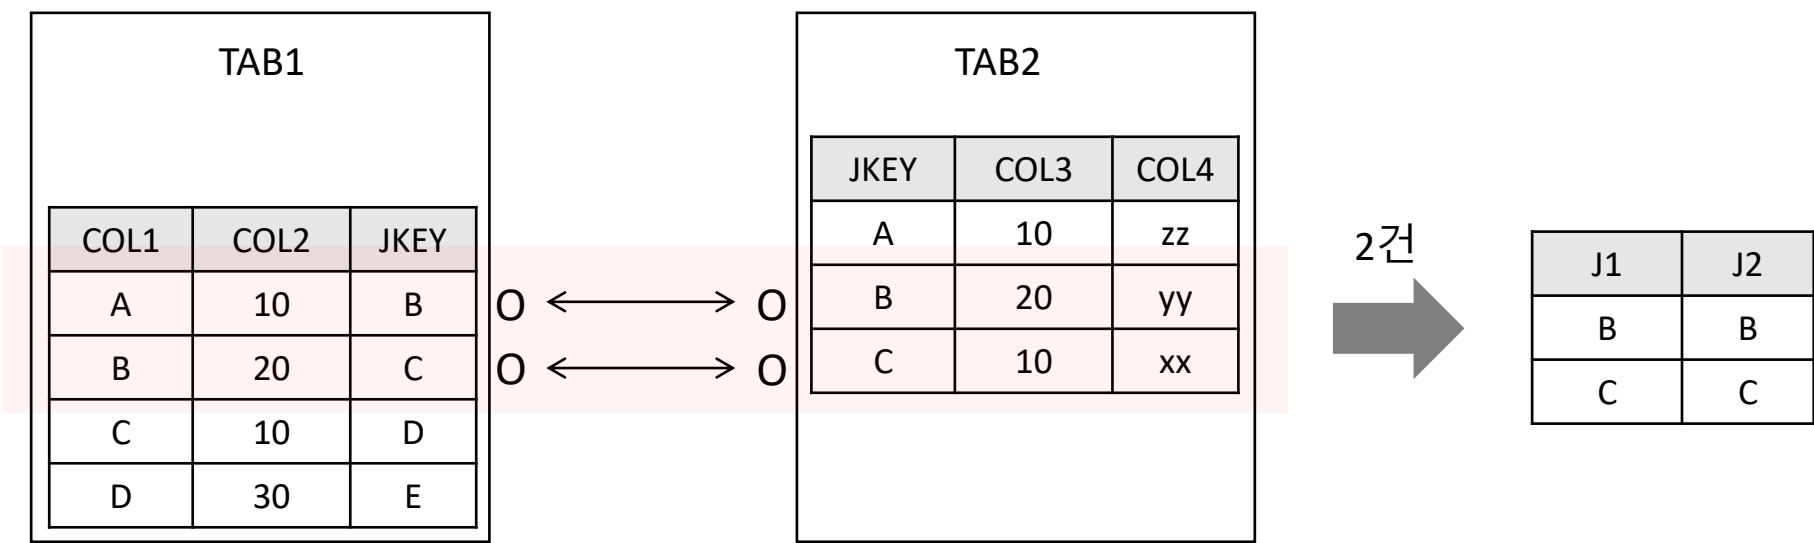 TAB1
COL1 COL2 JKEY
A 10 B
B 20 C
C 10 D
D 30 E
O O
O O
TAB2
JKEY COL3 COL4
A 10 zz
B 20 yy
C 10 xx
2건
J1 J2
B B
C C